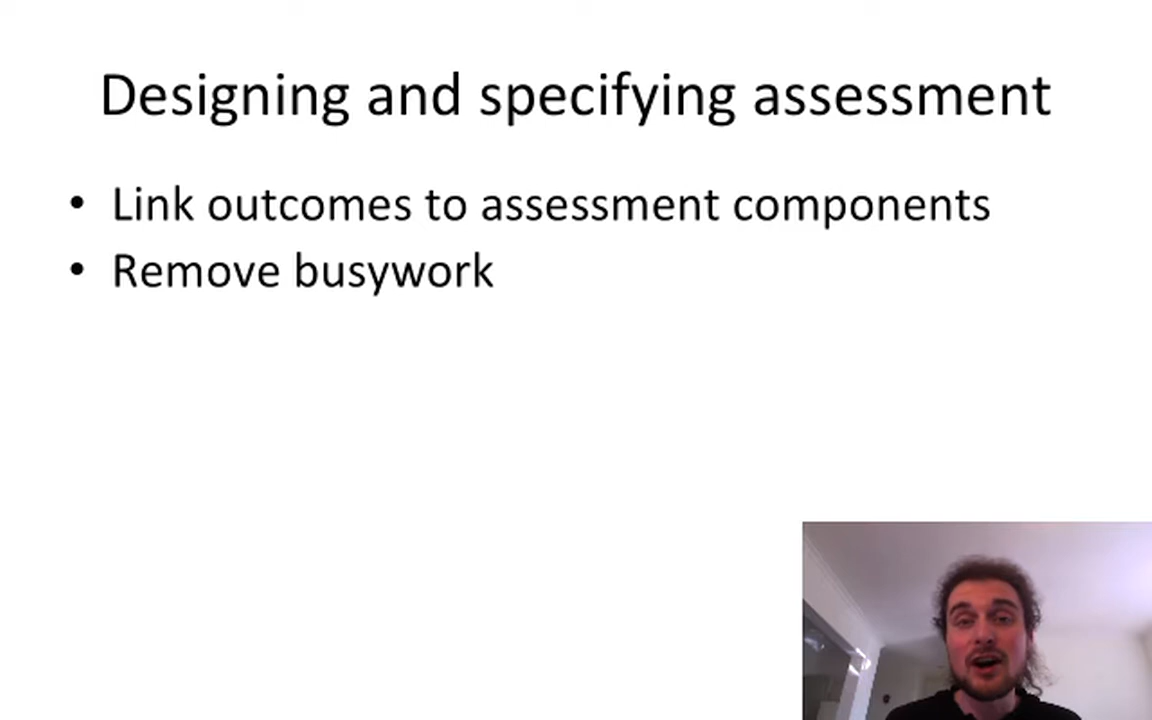 Designing and specifying assessment
• Link outcomes to assessment components
• Remove busywork